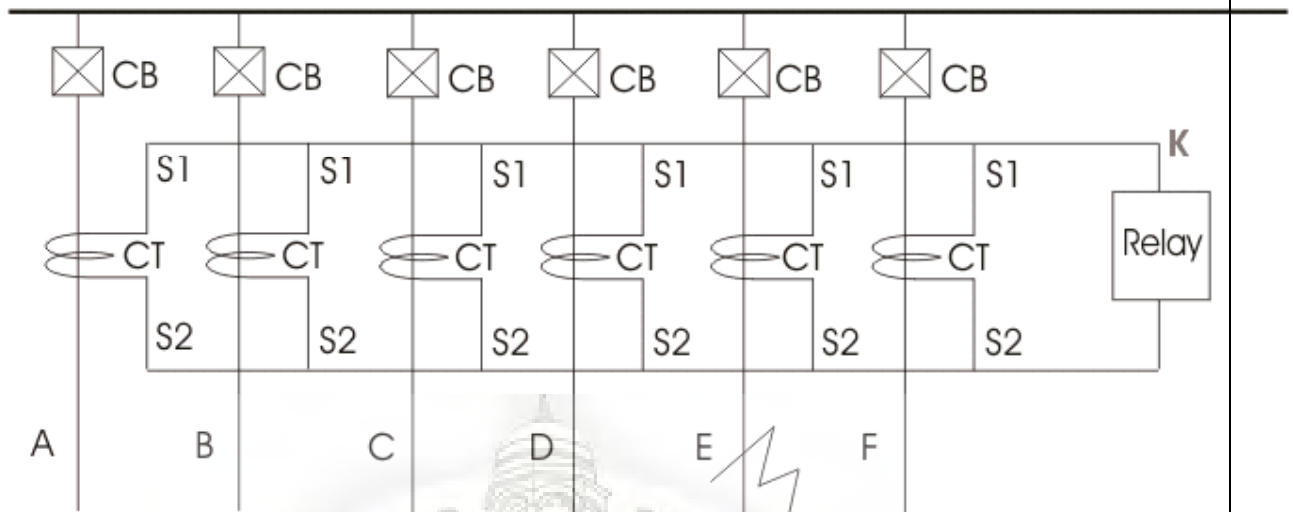 CB CB CB CB CB CB
K
S1 S1 S1 S1 S1 S1
CT CT CT CT CT CT Relay
S2 S2 S2 S2 S2 S2
A B C D E F